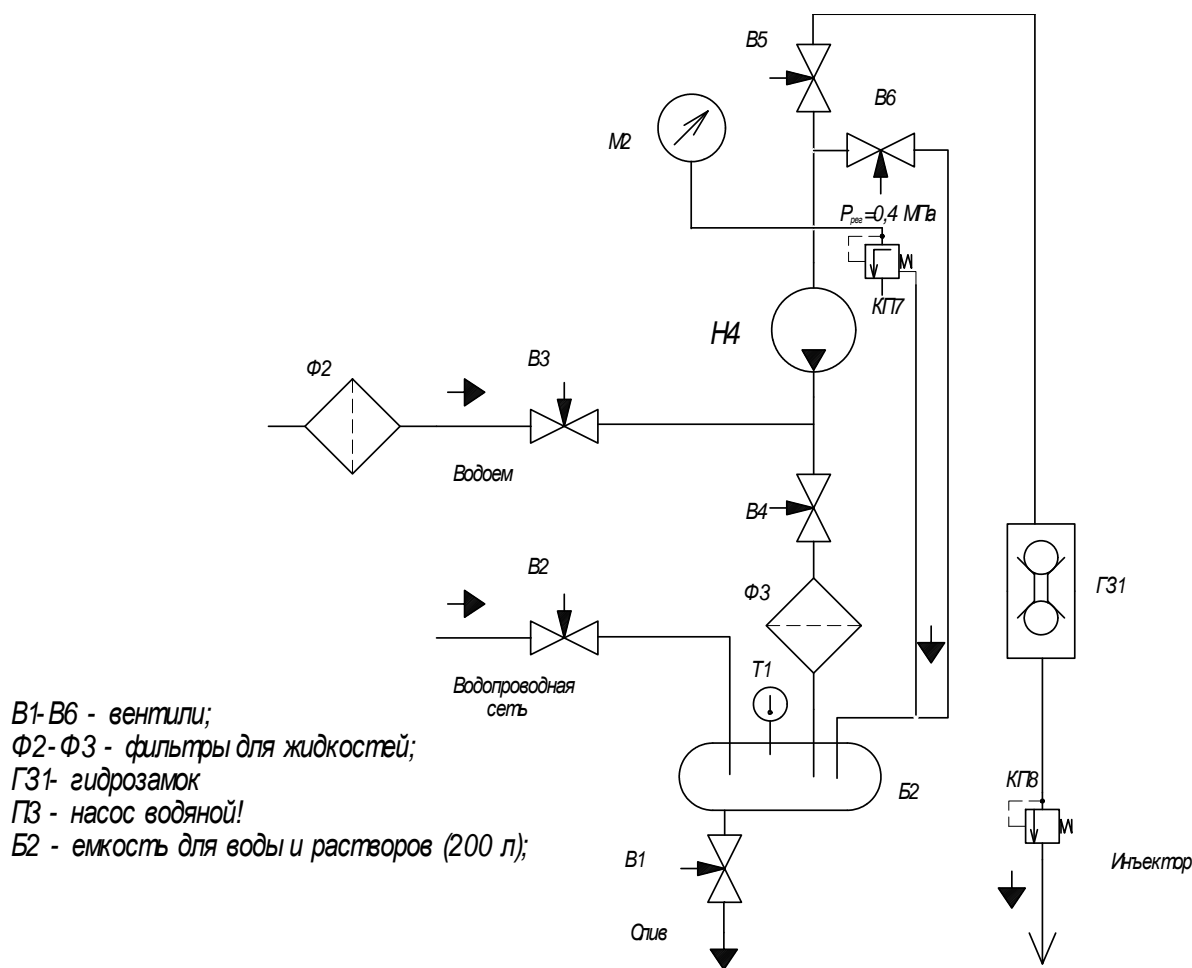 В5
В6
М2
Pрег=0,4 МПа
КП7
Н4
Ф2
В3
Водоем
В4
В2
Ф3
ГЗ1
Т1
Водопроводная
сеть
В1-В6 - вентили;
Ф2-Ф3 - фильтры для жидкостей;
ГЗ1- гидрозамок
П3 - насос водяной!
Б2 - емкость для воды и растворов (200 л);
Б2
КП8
В1
Инъектор
Слив